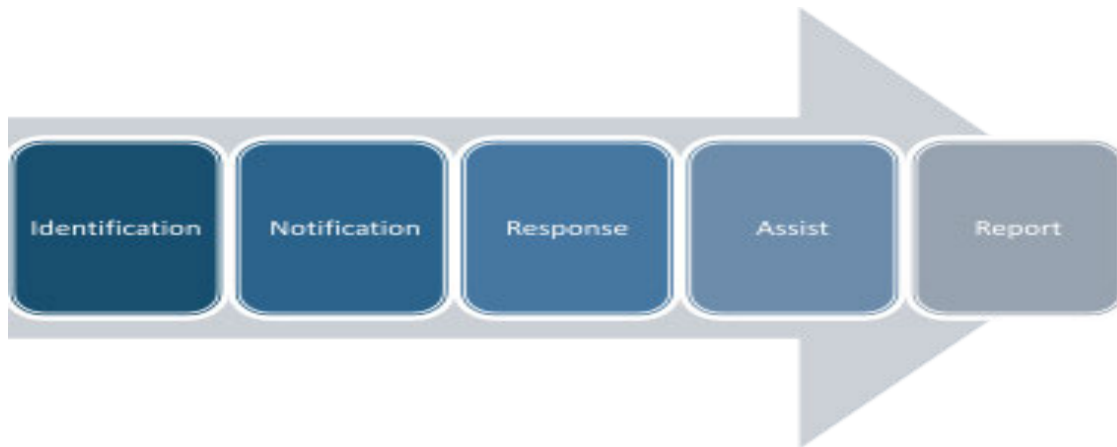 Identification
Notification
Response
Assist
Report